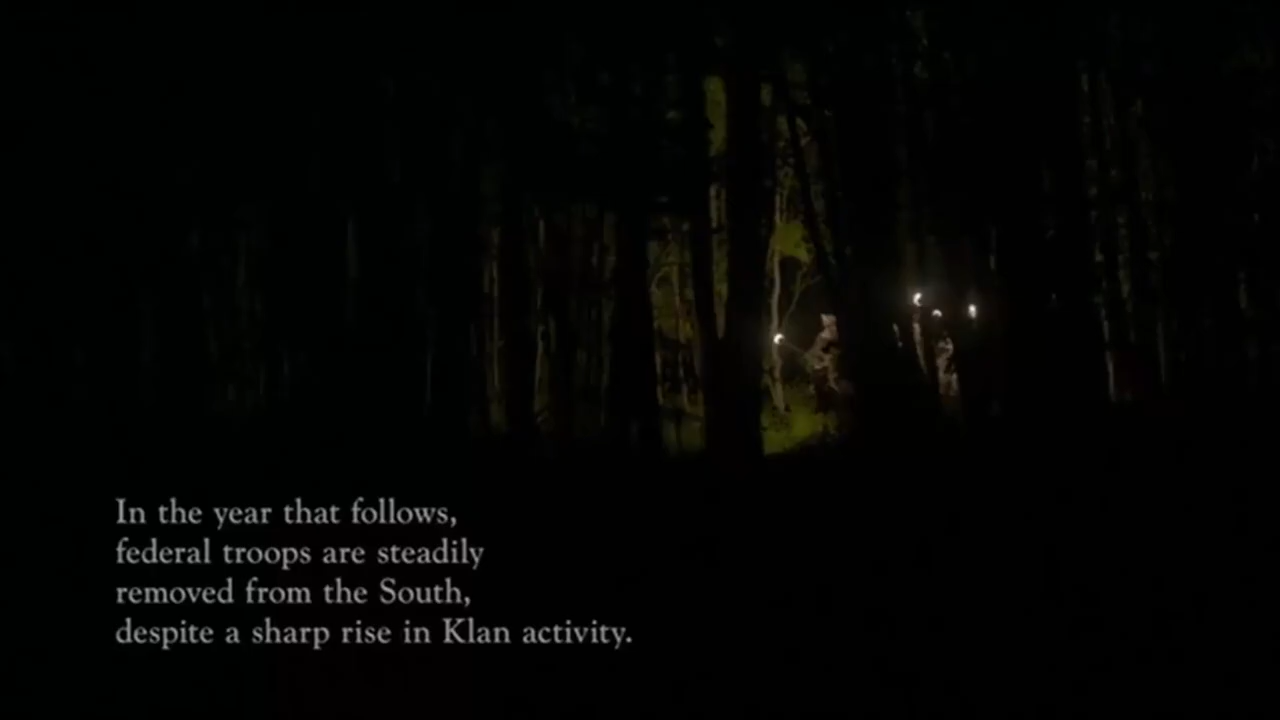 In the year that follows,
federal troops are steadily
removed from the South,
despite a sharp rise in Klan activity.